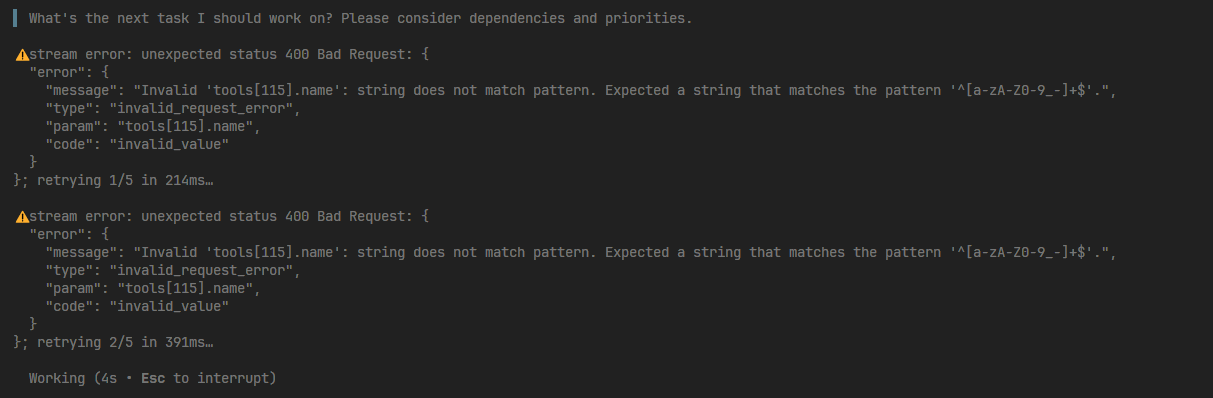 What's the next task I should work on? Please consider dependencies and priorities.
⚠stream error: unexpected status 400 Bad Request: {
"error": {
"message": "Invalid 'tools[115].name': string does not match pattern. Expected a string that matches the pattern '^[a-zA-Z0-9_-]+$'.",
"type": "invalid_request_error",
"param": "tools[115].name",
"code": "invalid_value"
}
}; retrying 1/5 in 214ms…
⚠stream error: unexpected status 400 Bad Request: {
"error": {
"message": "Invalid 'tools[115].name': string does not match pattern. Expected a string that matches the pattern '^[a-zA-Z0-9_-]+$'.",
"type": "invalid_request_error",
"param": "tools[115].name",
"code": "invalid_value"
}
}; retrying 2/5 in 391ms…
Working (4s • Esc to interrupt)